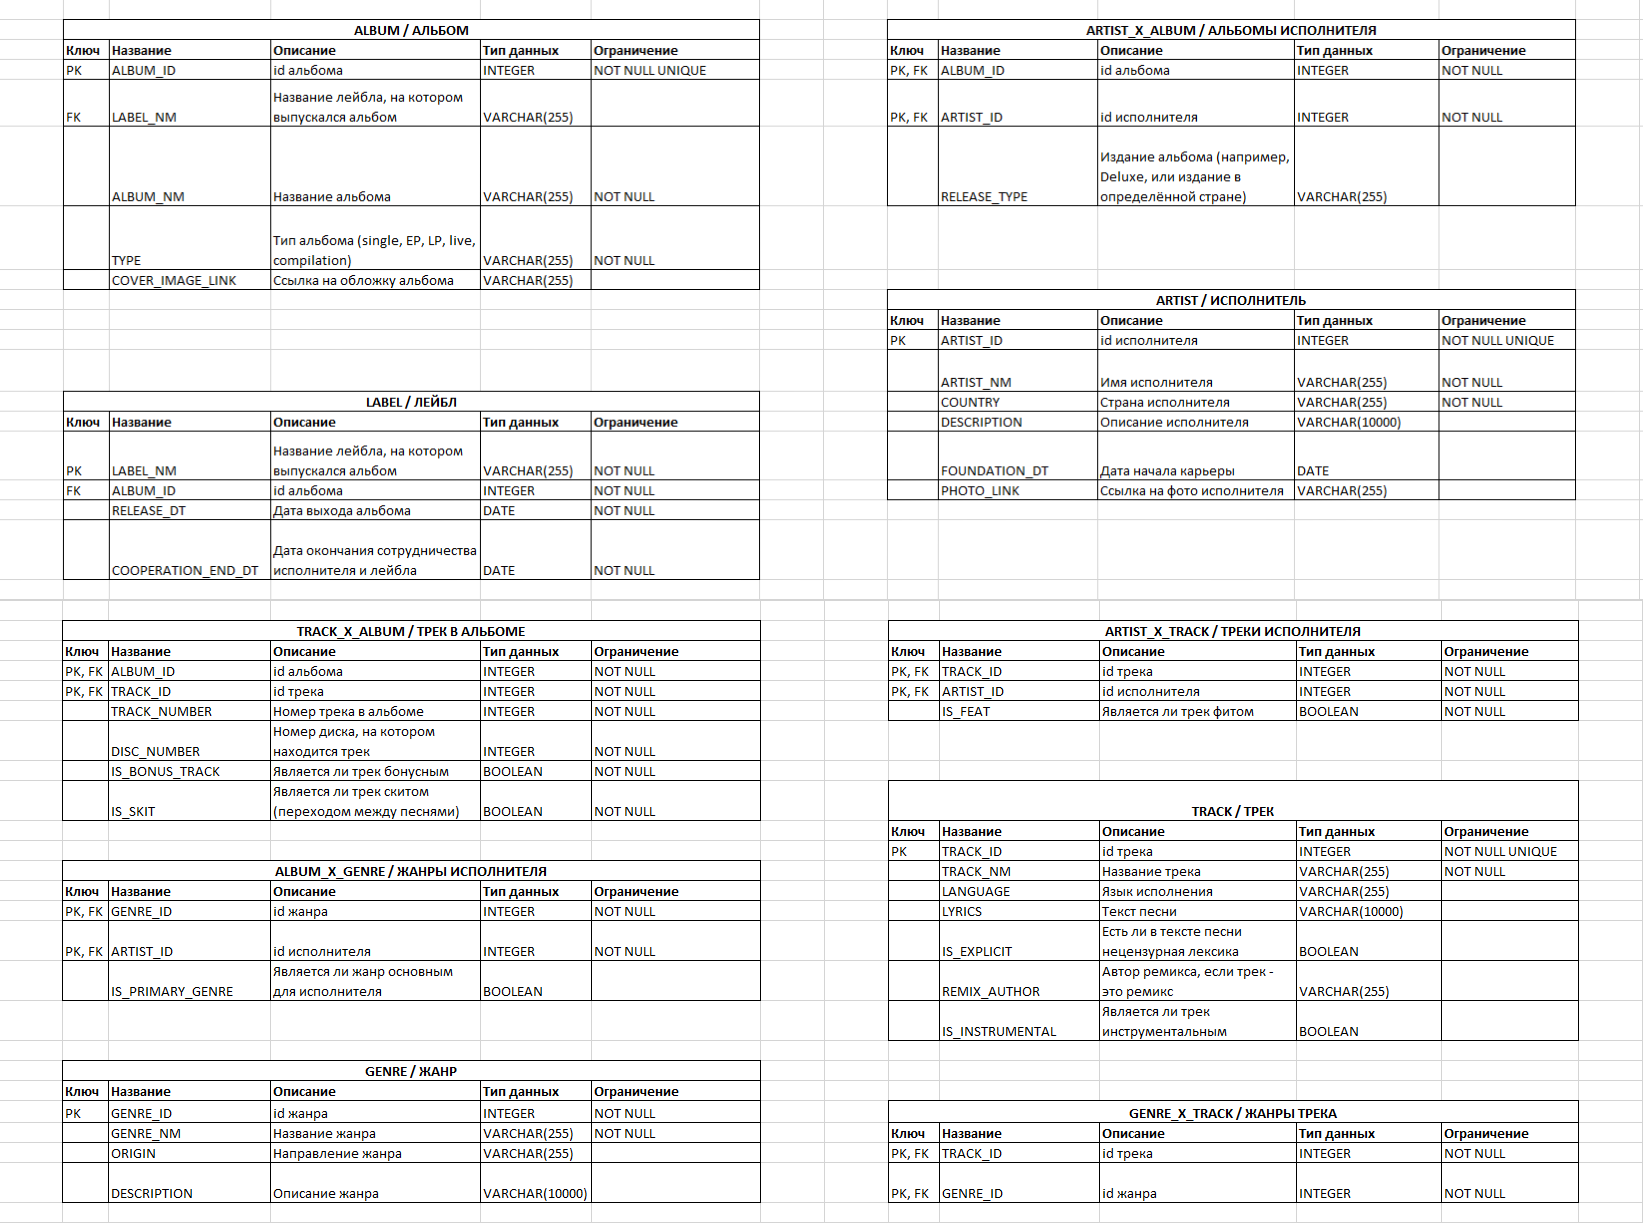 ALBUM / АЛЬБОМ
Ключ Название Описание Тип данных Ограничение
PK ALBUM_ID id альбома INTEGER NOT NULL UNIQUE
Название лейбла, на котором
FK LABEL_NM выпускался альбом VARCHAR(255)
ALBUM_NM Название альбома VARCHAR(255) NOT NULL
Тип альбома (single, EP, LP, live,
TYPE compilation) VARCHAR(255) NOT NULL
COVER_IMAGE_LINK Ссылка на обложку альбома VARCHAR(255)
LABEL / ЛЕЙБЛ
Ключ Название Описание Тип данных Ограничение
Название лейбла, на котором
PK LABEL_NM выпускался альбом VARCHAR(255) NOT NULL
FK ALBUM_ID id альбома INTEGER NOT NULL
RELEASE_DT Дата выхода альбома DATE NOT NULL
Дата окончания сотрудничества
COOPERATION_END_DT исполнителя и лейбла DATE NOT NULL
ARTIST_X_ALBUM / АЛЬБОМЫ ИСПОЛНИТЕЛЯ
Ключ Название Описание Тип данных Ограничение
PK, FK ALBUM_ID id альбома INTEGER NOT NULL
PK, FK ARTIST_ID id исполнителя INTEGER NOT NULL
Издание альбома (например,
Deluxe, или издание в
RELEASE_TYPE определённой стране) VARCHAR(255)
ARTIST / ИСПОЛНИТЕЛЬ
Ключ Название Описание Тип данных Ограничение
PK ARTIST_ID id исполнителя INTEGER NOT NULL UNIQUE
ARTIST_NM Имя исполнителя VARCHAR(255) NOT NULL
COUNTRY Страна исполнителя VARCHAR(255) NOT NULL
DESCRIPTION Описание исполнителя VARCHAR(10000)
FOUNDATION_DT Дата начала карьеры DATE
PHOTO_LINK Ссылка на фото исполнителя VARCHAR(255)
TRACK_X_ALBUM / ТРЕК В АЛЬБОМЕ
Ключ Название Описание Тип данных Ограничение
PK, FK ALBUM_ID id альбома INTEGER NOT NULL
PK, FK TRACK_ID id трека INTEGER NOT NULL
TRACK_NUMBER Номер трека в альбоме INTEGER NOT NULL
Номер диска, на котором
DISC_NUMBER находится трек INTEGER NOT NULL
IS_BONUS_TRACK Является ли трек бонусным BOOLEAN NOT NULL
Является ли трек скитом
IS_SKIT (переходом между песнями) BOOLEAN NOT NULL
ALBUM_X_GENRE / ЖАНРЫ ИСПОЛНИТЕЛЯ
Ключ Название Описание Тип данных Ограничение
PK, FK GENRE_ID id жанра INTEGER NOT NULL
PK, FK ARTIST_ID id исполнителя INTEGER NOT NULL
Является ли жанр основным
IS_PRIMARY_GENRE для исполнителя BOOLEAN
GENRE / ЖАНР
Ключ Название Описание Тип данных Ограничение
PK GENRE_ID id жанра INTEGER NOT NULL
GENRE_NM Название жанра VARCHAR(255) NOT NULL
ORIGIN Направление жанра VARCHAR(255)
DESCRIPTION Описание жанра VARCHAR(10000)
ARTIST_X_TRACK / ТРЕКИ ИСПОЛНИТЕЛЯ
Ключ Название Описание Тип данных Ограничение
PK, FK TRACK_ID id трека INTEGER NOT NULL
PK, FK ARTIST_ID id исполнителя INTEGER NOT NULL
IS_FEAT Является ли трек фитом BOOLEAN NOT NULL
TRACK / ТРЕК
Ключ Название Описание Тип данных Ограничение
PK TRACK_ID id трека INTEGER NOT NULL UNIQUE
TRACK_NM Название трека VARCHAR(255) NOT NULL
LANGUAGE Язык исполнения VARCHAR(255)
LYRICS Текст песни VARCHAR(10000)
Есть ли в тексте песни
IS_EXPLICIT нецензурная лексика BOOLEAN
Автор ремикса, если трек -
REMIX_AUTHOR это ремикс VARCHAR(255)
Является ли трек
IS_INSTRUMENTAL инструментальным BOOLEAN
GENRE_X_TRACK / ЖАНРЫ ТРЕКА
Ключ Название Описание Тип данных Ограничение
PK, FK TRACK_ID id трека INTEGER NOT NULL
PK, FK GENRE_ID id жанра INTEGER NOT NULL